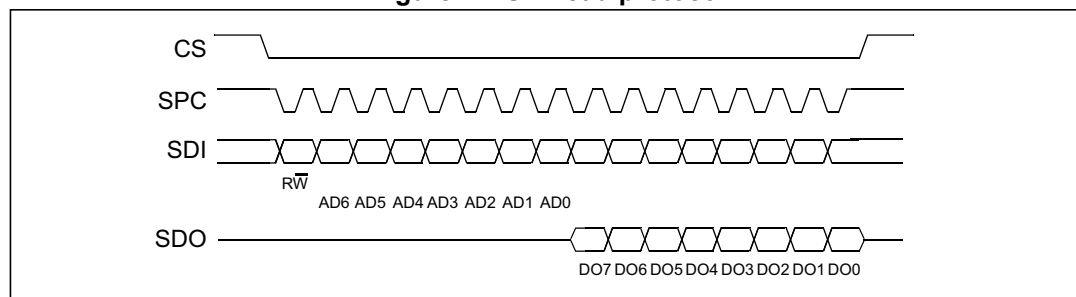 CS
SPC
SDI
RW̅
AD6 AD5 AD4 AD3 AD2 AD1 AD0
SDO
DO7 DO6 DO5 DO4 DO3 DO2 DO1 DO0